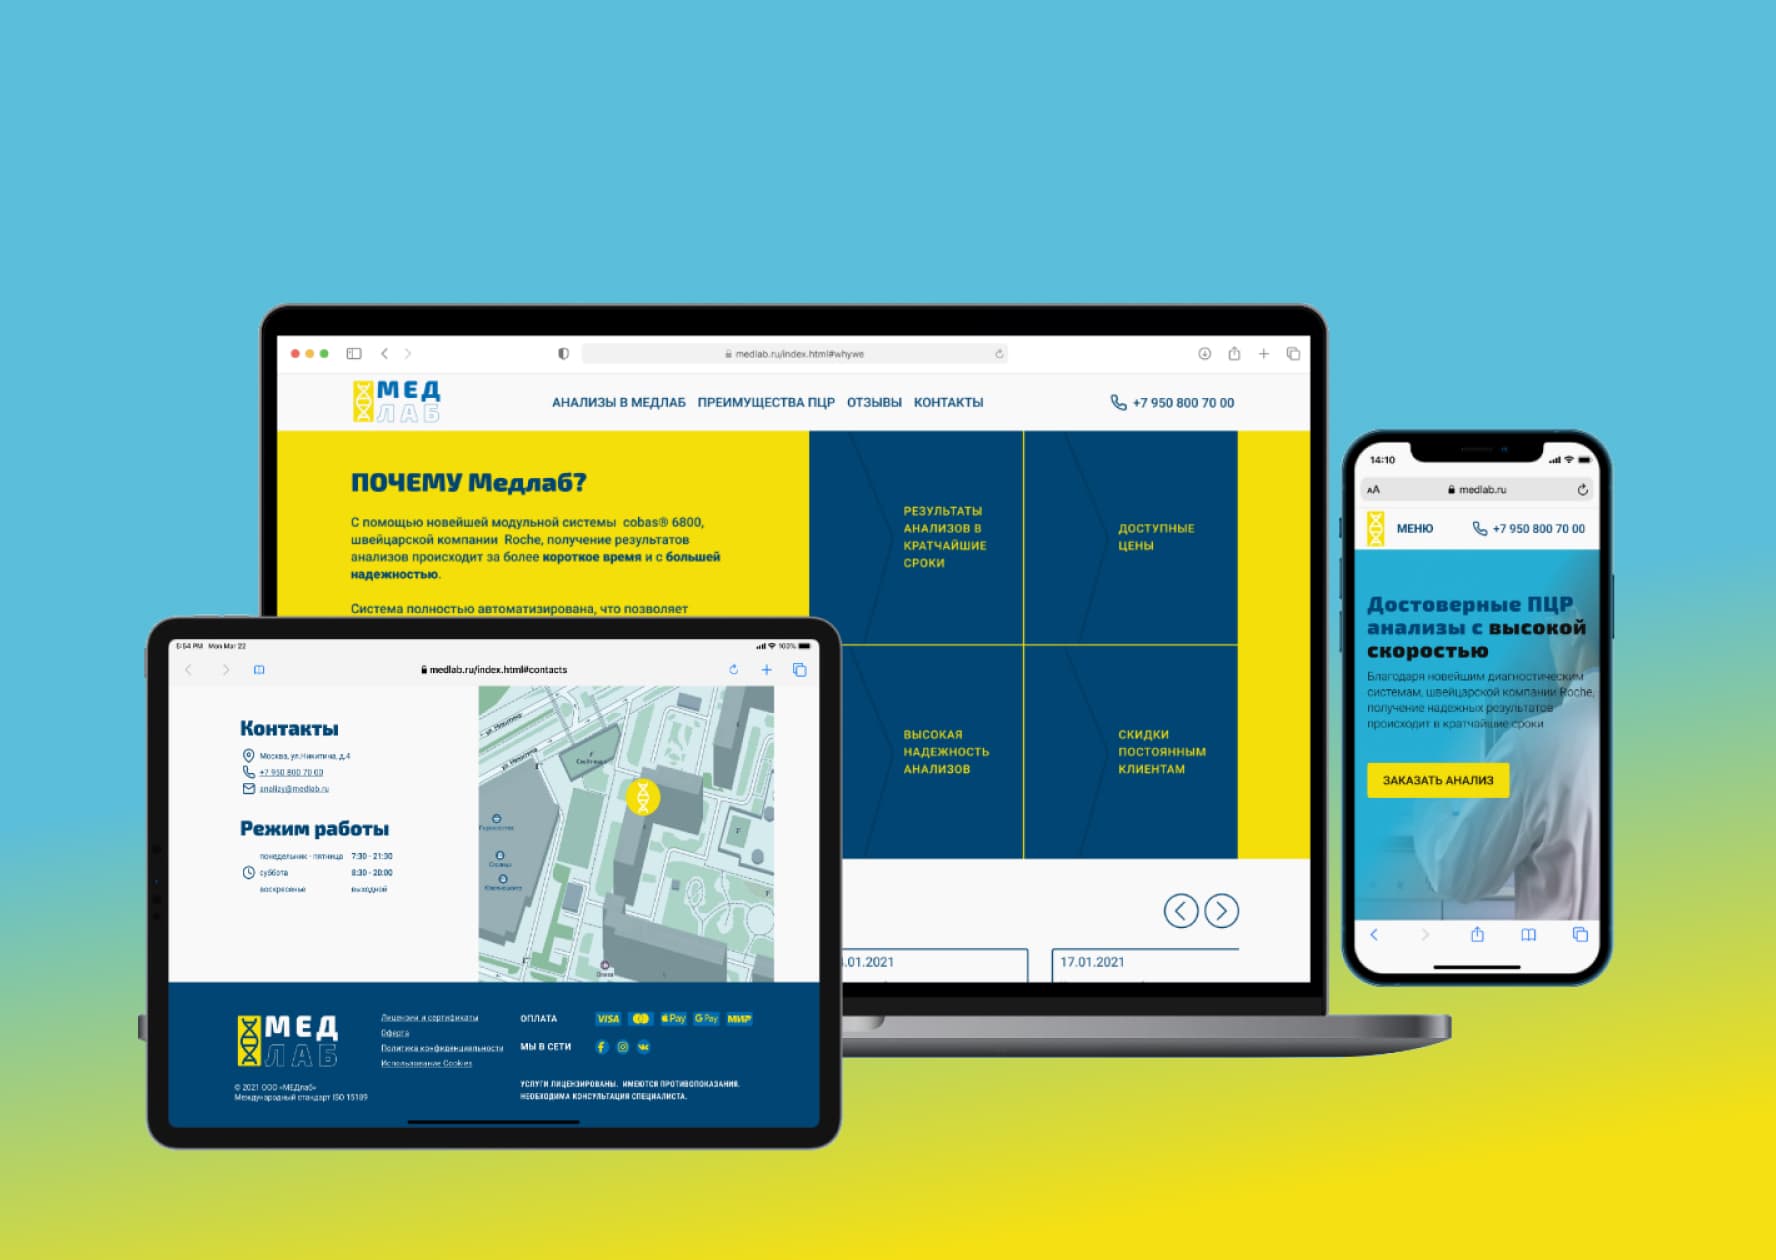 medlab.ru/index.html#whywe
МЕД
ЛАБ
АНАЛИЗЫ В МЕДЛАБ ПРЕИМУЩЕСТВА ПЦР ОТЗЫВЫ КОНТАКТЫ
+7 950 800 70 00
ПОЧЕМУ Медлаб?
С помощью новейшей модульной системы cobas® 6800,
швейцарской компании Roche, получение результатов
анализов происходит за более короткое время и с большей
надежностью.
Система полностью автоматизирована, что позволяет
РЕЗУЛЬТАТЫ
АНАЛИЗОВ В
КРАТЧАЙШИЕ
СРОКИ
ДОСТУПНЫЕ
ЦЕНЫ
ВЫСОКАЯ
НАДЕЖНОСТЬ
АНАЛИЗОВ
СКИДКИ
ПОСТОЯННЫМ
КЛИЕНТАМ
.01.2021
17.01.2021
5:54 PM Mon Mar 22
100%
medlab.ru/index.html#contacts
Контакты
Москва, ул.Никитина, д.4
+7 950 800 70 00
analizy@medlab.ru
Режим работы
понедельник - пятница 7:30 - 21:30
суббота 8:30 - 20:00
воскресенье выходной
МЕД
ЛАБ
© 2021 ООО «МЕДлаб»
Международный стандарт ISO 15189
Лицензии и сертификаты
Оферта
Политика конфиденциальности
Использование Cookies
ОПЛАТА
VISA
Pay
G Pay
МИР
МЫ В СЕТИ
УСЛУГИ ЛИЦЕНЗИРОВАНЫ. ИМЕЮТСЯ ПРОТИВОПОКАЗАНИЯ.
НЕОБХОДИМА КОНСУЛЬТАЦИЯ СПЕЦИАЛИСТА.
14:10
AA
medlab.ru
МЕНЮ
+7 950 800 70 00
Достоверные ПЦР
анализы с высокой
скоростью
Благодаря новейшим диагностическим
системам, швейцарской компании Roche,
получение надежных результатов
происходит в кратчайшие сроки
ЗАКАЗАТЬ АНАЛИЗ